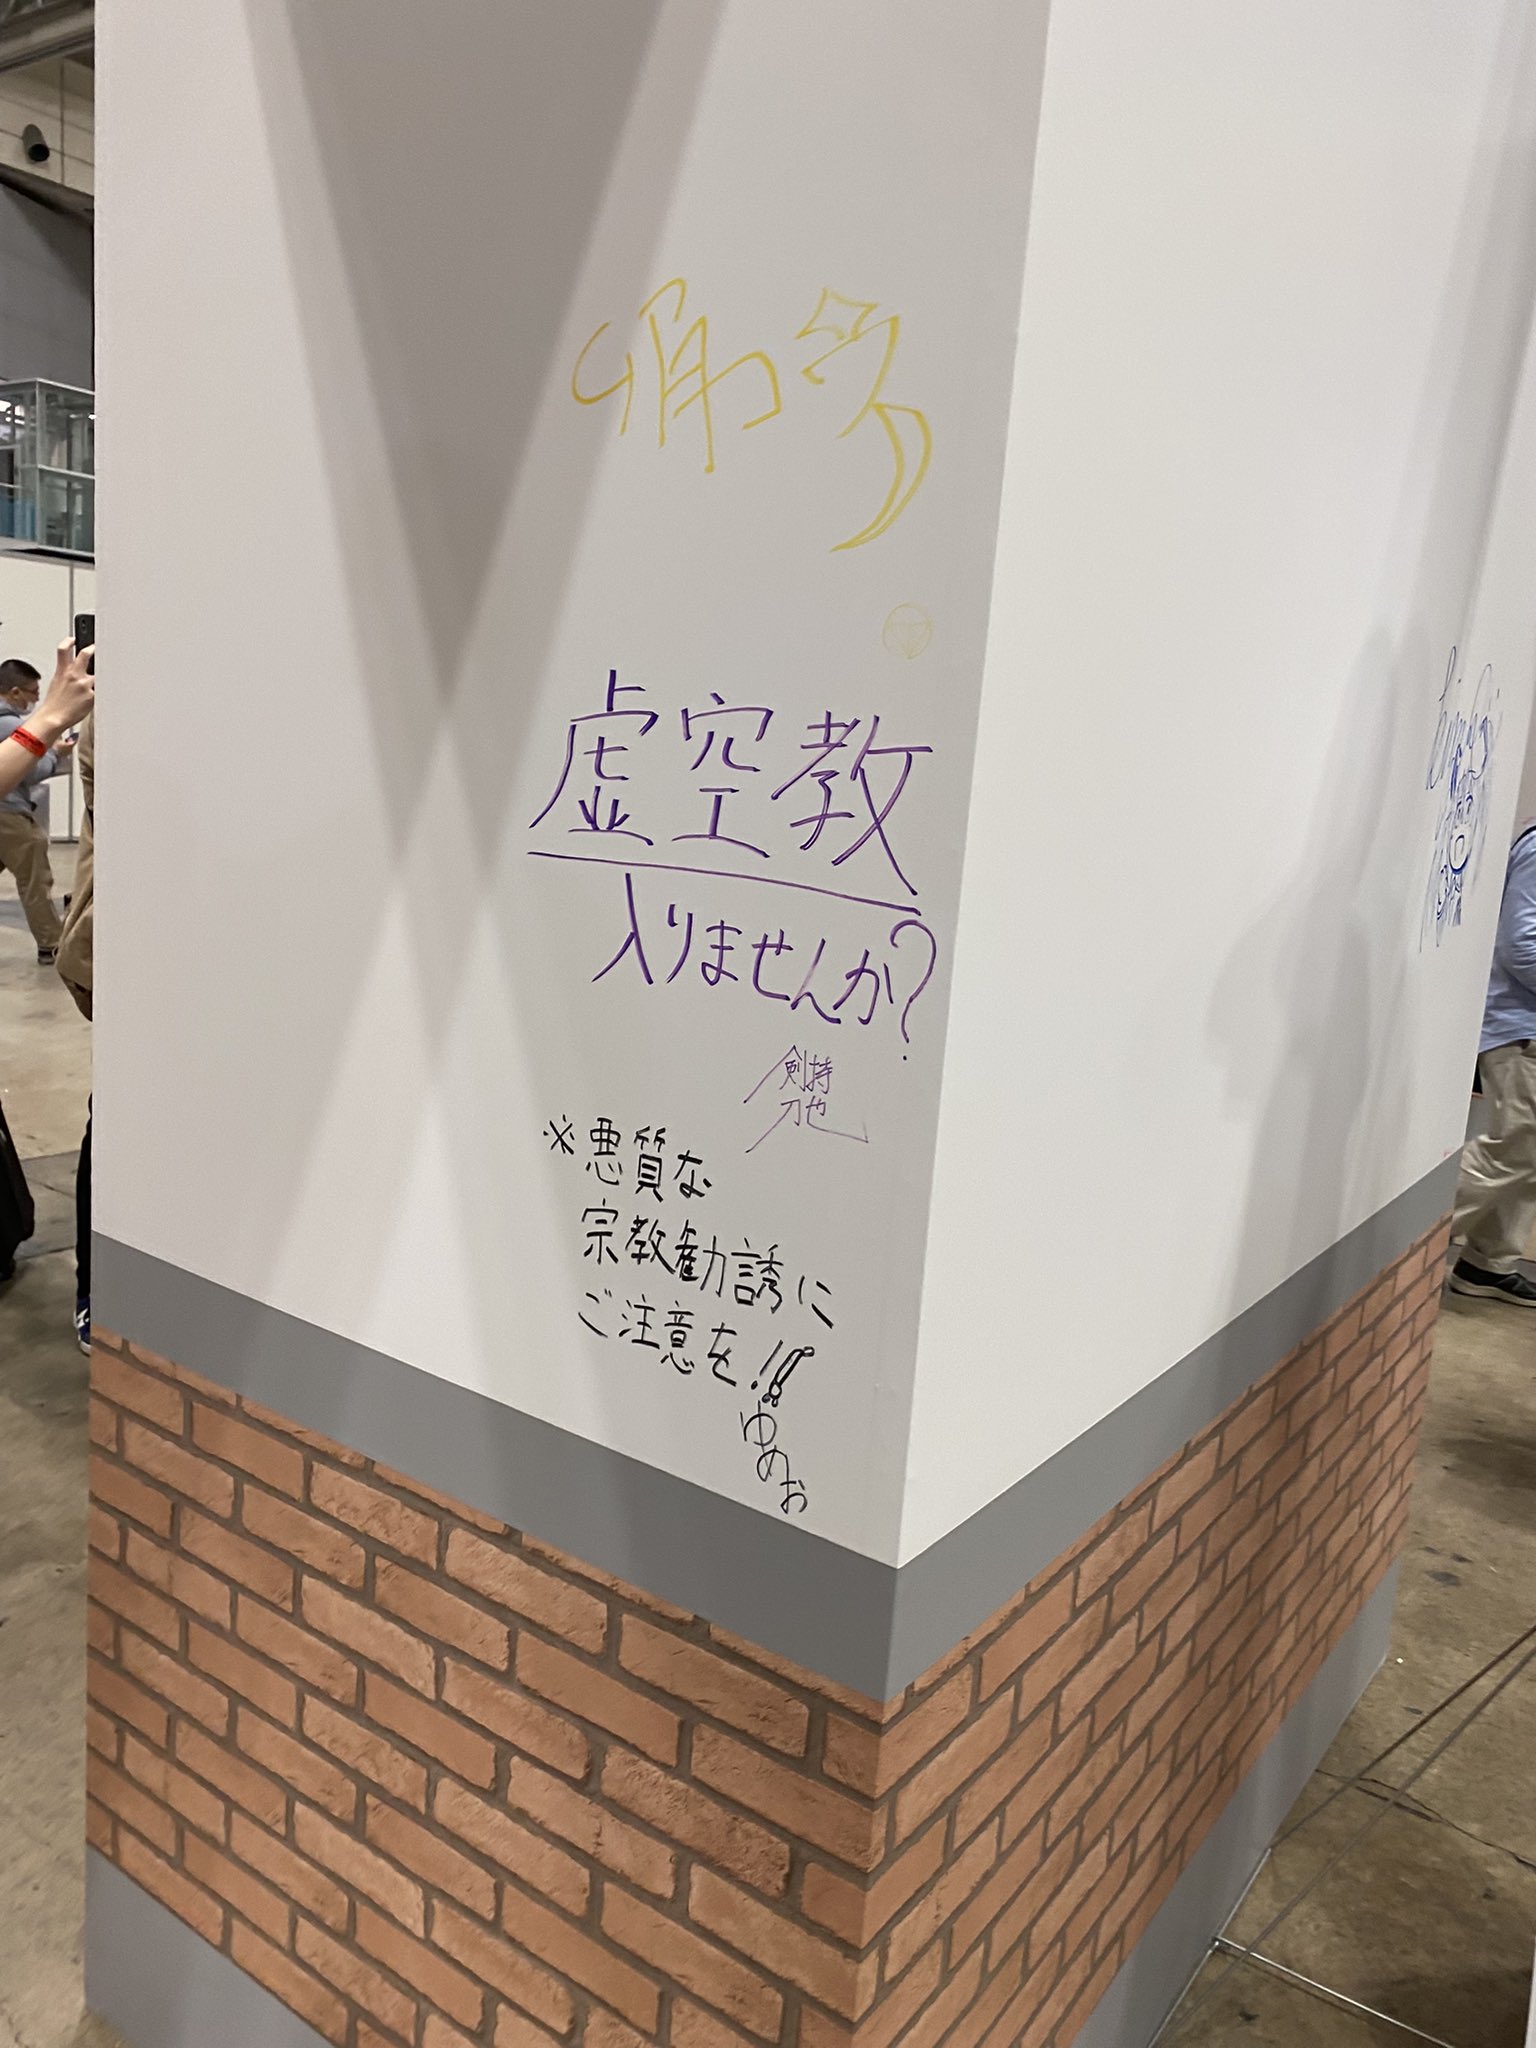 虚空教
入りませんか?
剣持
刀也
※悪質な
宗教勧誘に
ご注意を!!
ゆめお